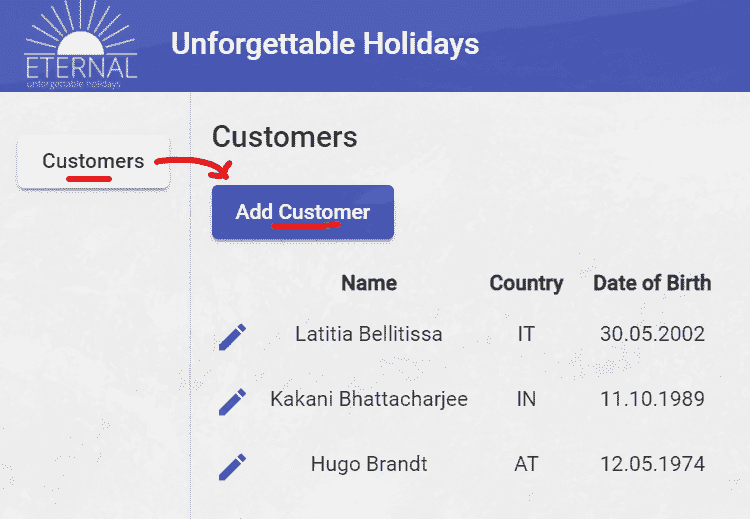 ETERNAL
unforgettable holidays
Unforgettable Holidays
Customers
Customers
Add Customer
Name Country Date of Birth
Latitia Bellitissa IT 30.05.2002
Kakani Bhattacharjee IN 11.10.1989
Hugo Brandt AT 12.05.1974